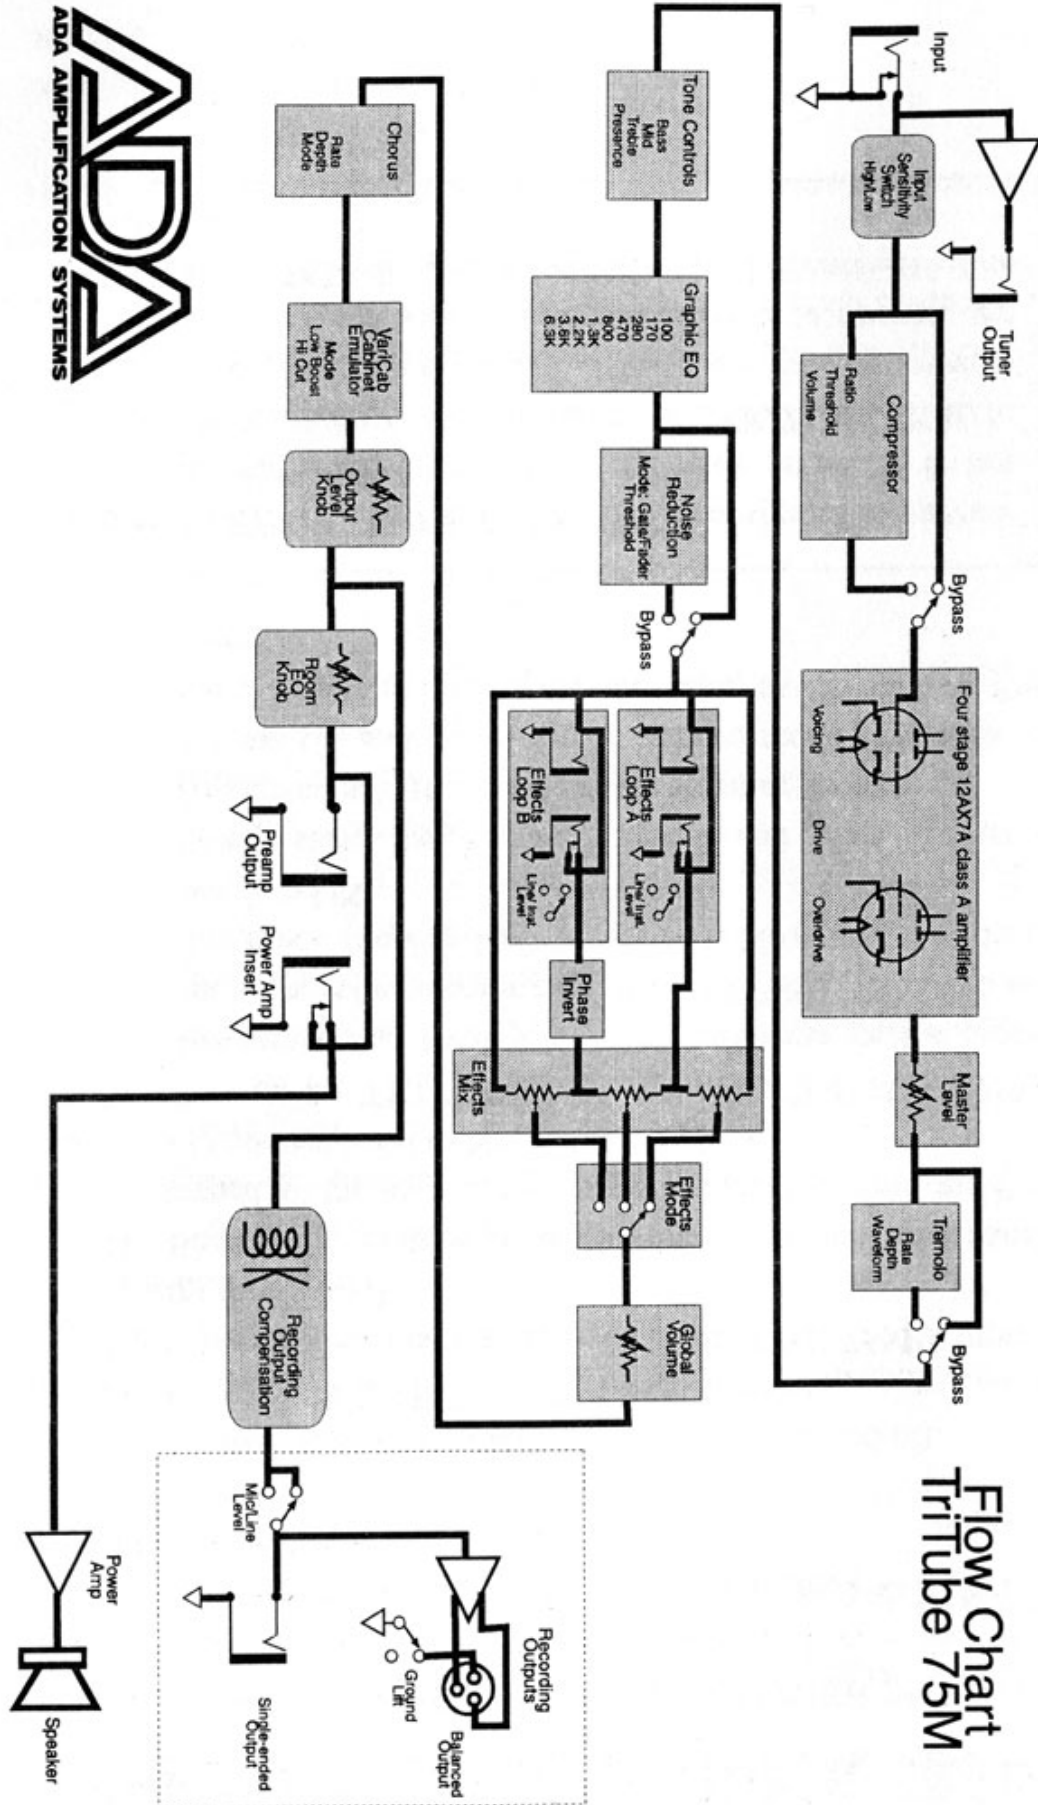 Flow Chart
TriTube 75M
Input
Tuner
Output
Input
Sensitivity
Switch
High/Low
Compressor
Ratio
Threshold
Volume
Bypass
Four stage 12AX7A class A amplifier
Voicing
Drive
Overdrive
Master
Level
Tremolo
Rate
Depth
Waveform
Bypass
Tone Controls
Bass
Mid
Treble
Presence
Graphic EQ
100
170
280
470
800
1.3K
2.2K
3.6K
6.3K
Noise
Reduction
Mode; Gate/Fader
Threshold
Bypass
Effects
Loop A
Line/ Inst.
Level
Effects
Loop B
Line/ Inst.
Level
Phase
Invert
Effects
Mix
Effects
Mode
Global
Volume
Chorus
Rate
Depth
Mode
VariCab
Cabinet
Emulator
Mode
Low Boost
Hi Cut
Output
Level
Knob
Room
EQ
Knob
Preamp
Output
Power Amp
Insert
Recording
Output
Compensation
Mic/Line
Level
Recording
Outputs
Ground
Lift
Balanced
Output
Single-ended
Output
Power
Amp
Speaker
ADA
ADA AMPLIFICATION SYSTEMS